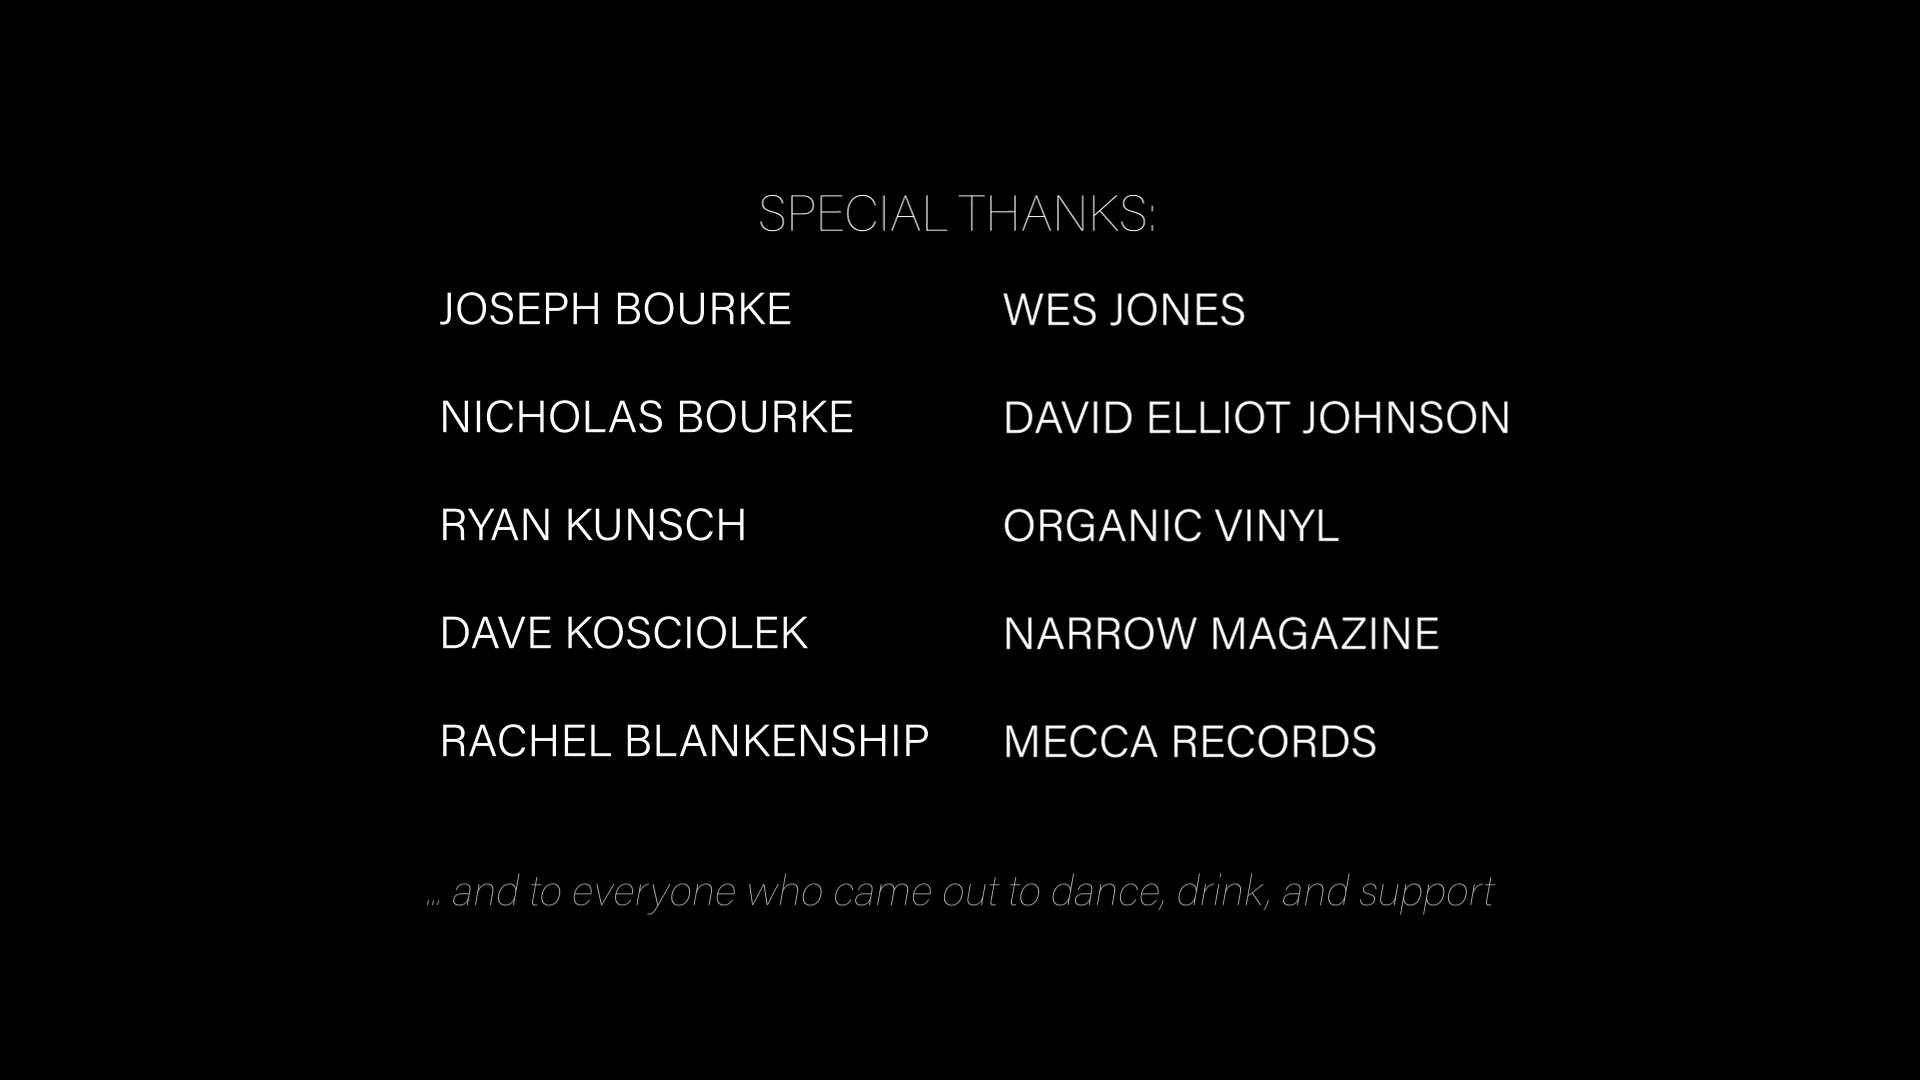 SPECIAL THANKS:
JOSEPH BOURKE
NICHOLAS BOURKE
RYAN KUNSCH
DAVE KOSCIOLEK
RACHEL BLANKENSHIP
WES JONES
DAVID ELLIOT JOHNSON
ORGANIC VINYL
NARROW MAGAZINE
MECCA RECORDS
... and to everyone who came out to dance, drink, and support